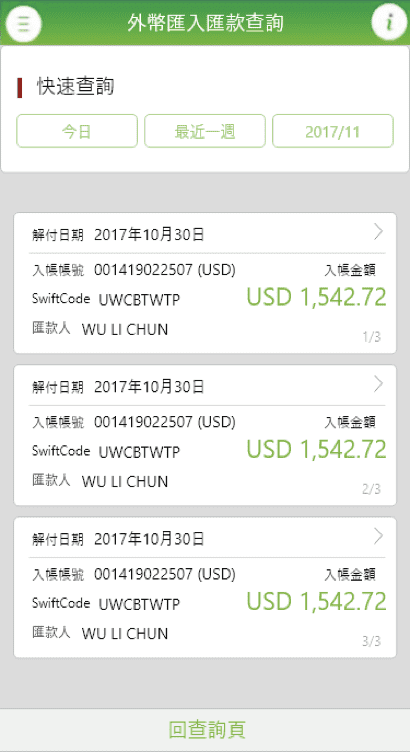 外幣匯入匯款查詢
快速查詢
今日 最近一週 2017/11
解付日期 2017年10月30日
入帳帳號 001419022507 (USD) 入帳金額
SwiftCode UWCBTWTP USD 1,542.72
匯款人 WU LI CHUN
1/3
解付日期 2017年10月30日
入帳帳號 001419022507 (USD) 入帳金額
SwiftCode UWCBTWTP USD 1,542.72
匯款人 WU LI CHUN
2/3
解付日期 2017年10月30日
入帳帳號 001419022507 (USD) 入帳金額
SwiftCode UWCBTWTP USD 1,542.72
匯款人 WU LI CHUN
3/3
回查詢頁